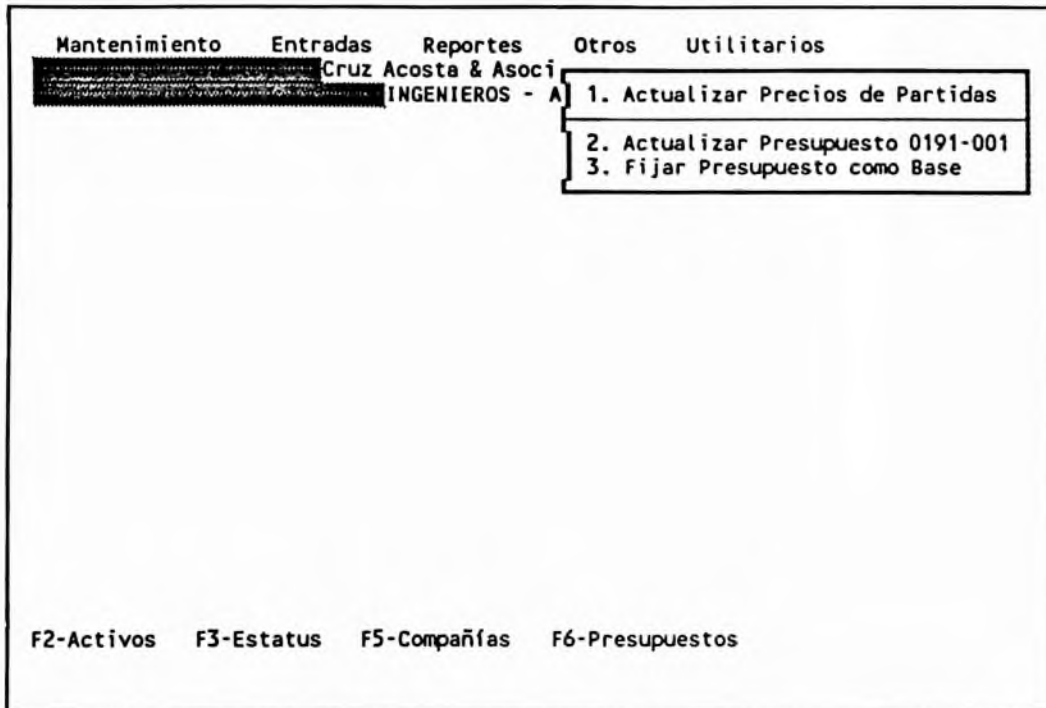 Mantenimiento Entradas Reportes Otros Utilitarios
Cruz Acosta & Asoci
INGENIEROS - A
1. Actualizar Precios de Partidas
2. Actualizar Presupuesto 0191-001
3. Fijar Presupuesto como Base
F2-Activos F3-Estatus F5-Compañías F6-Presupuestos